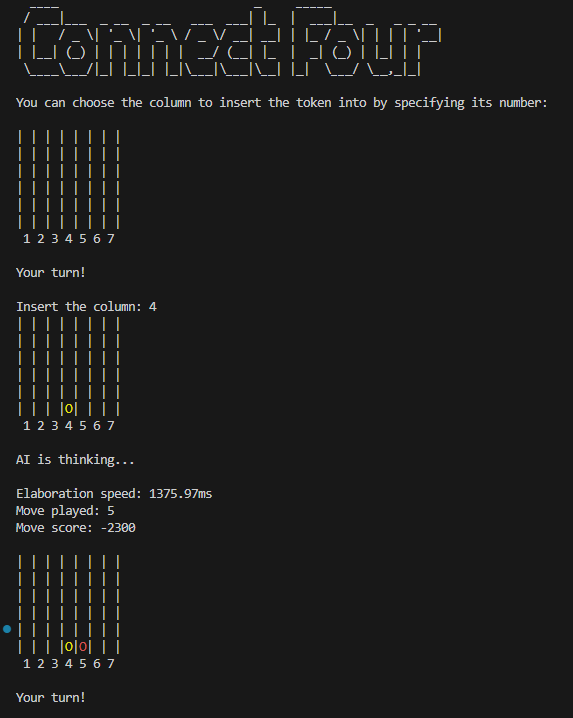 Connect Four
You can choose the column to insert the token into by specifying its number:
| | | | | | | |
| | | | | | | |
| | | | | | | |
| | | | | | | |
| | | | | | | |
| | | | | | | |
1 2 3 4 5 6 7
Your turn!
Insert the column: 4
| | | | | | | |
| | | | | | | |
| | | | | | | |
| | | | | | | |
| | | | | | | |
| | | |O| | | |
1 2 3 4 5 6 7
AI is thinking...
Elaboration speed: 1375.97ms
Move played: 5
Move score: -2300
| | | | | | | |
| | | | | | | |
| | | | | | | |
| | | | | | | |
| | | | | | | |
| | | |O|O| | |
1 2 3 4 5 6 7
Your turn!